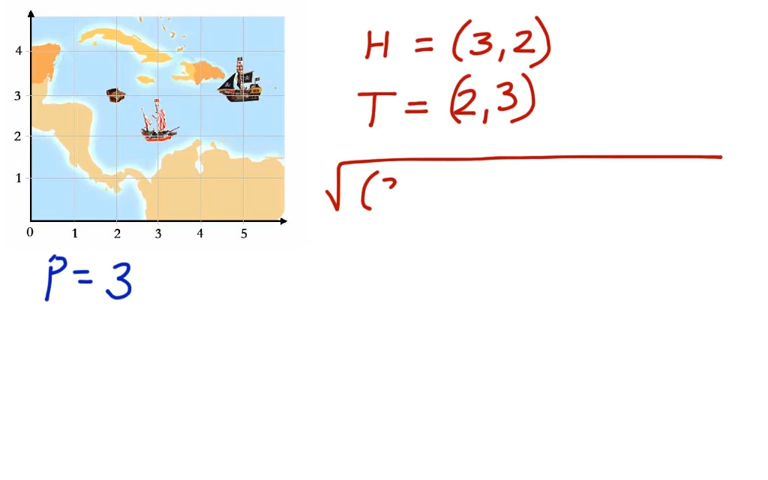 4
3
2
1
0 1 2 3 4 5
H = (3,2)
T = (2,3)
P = 3